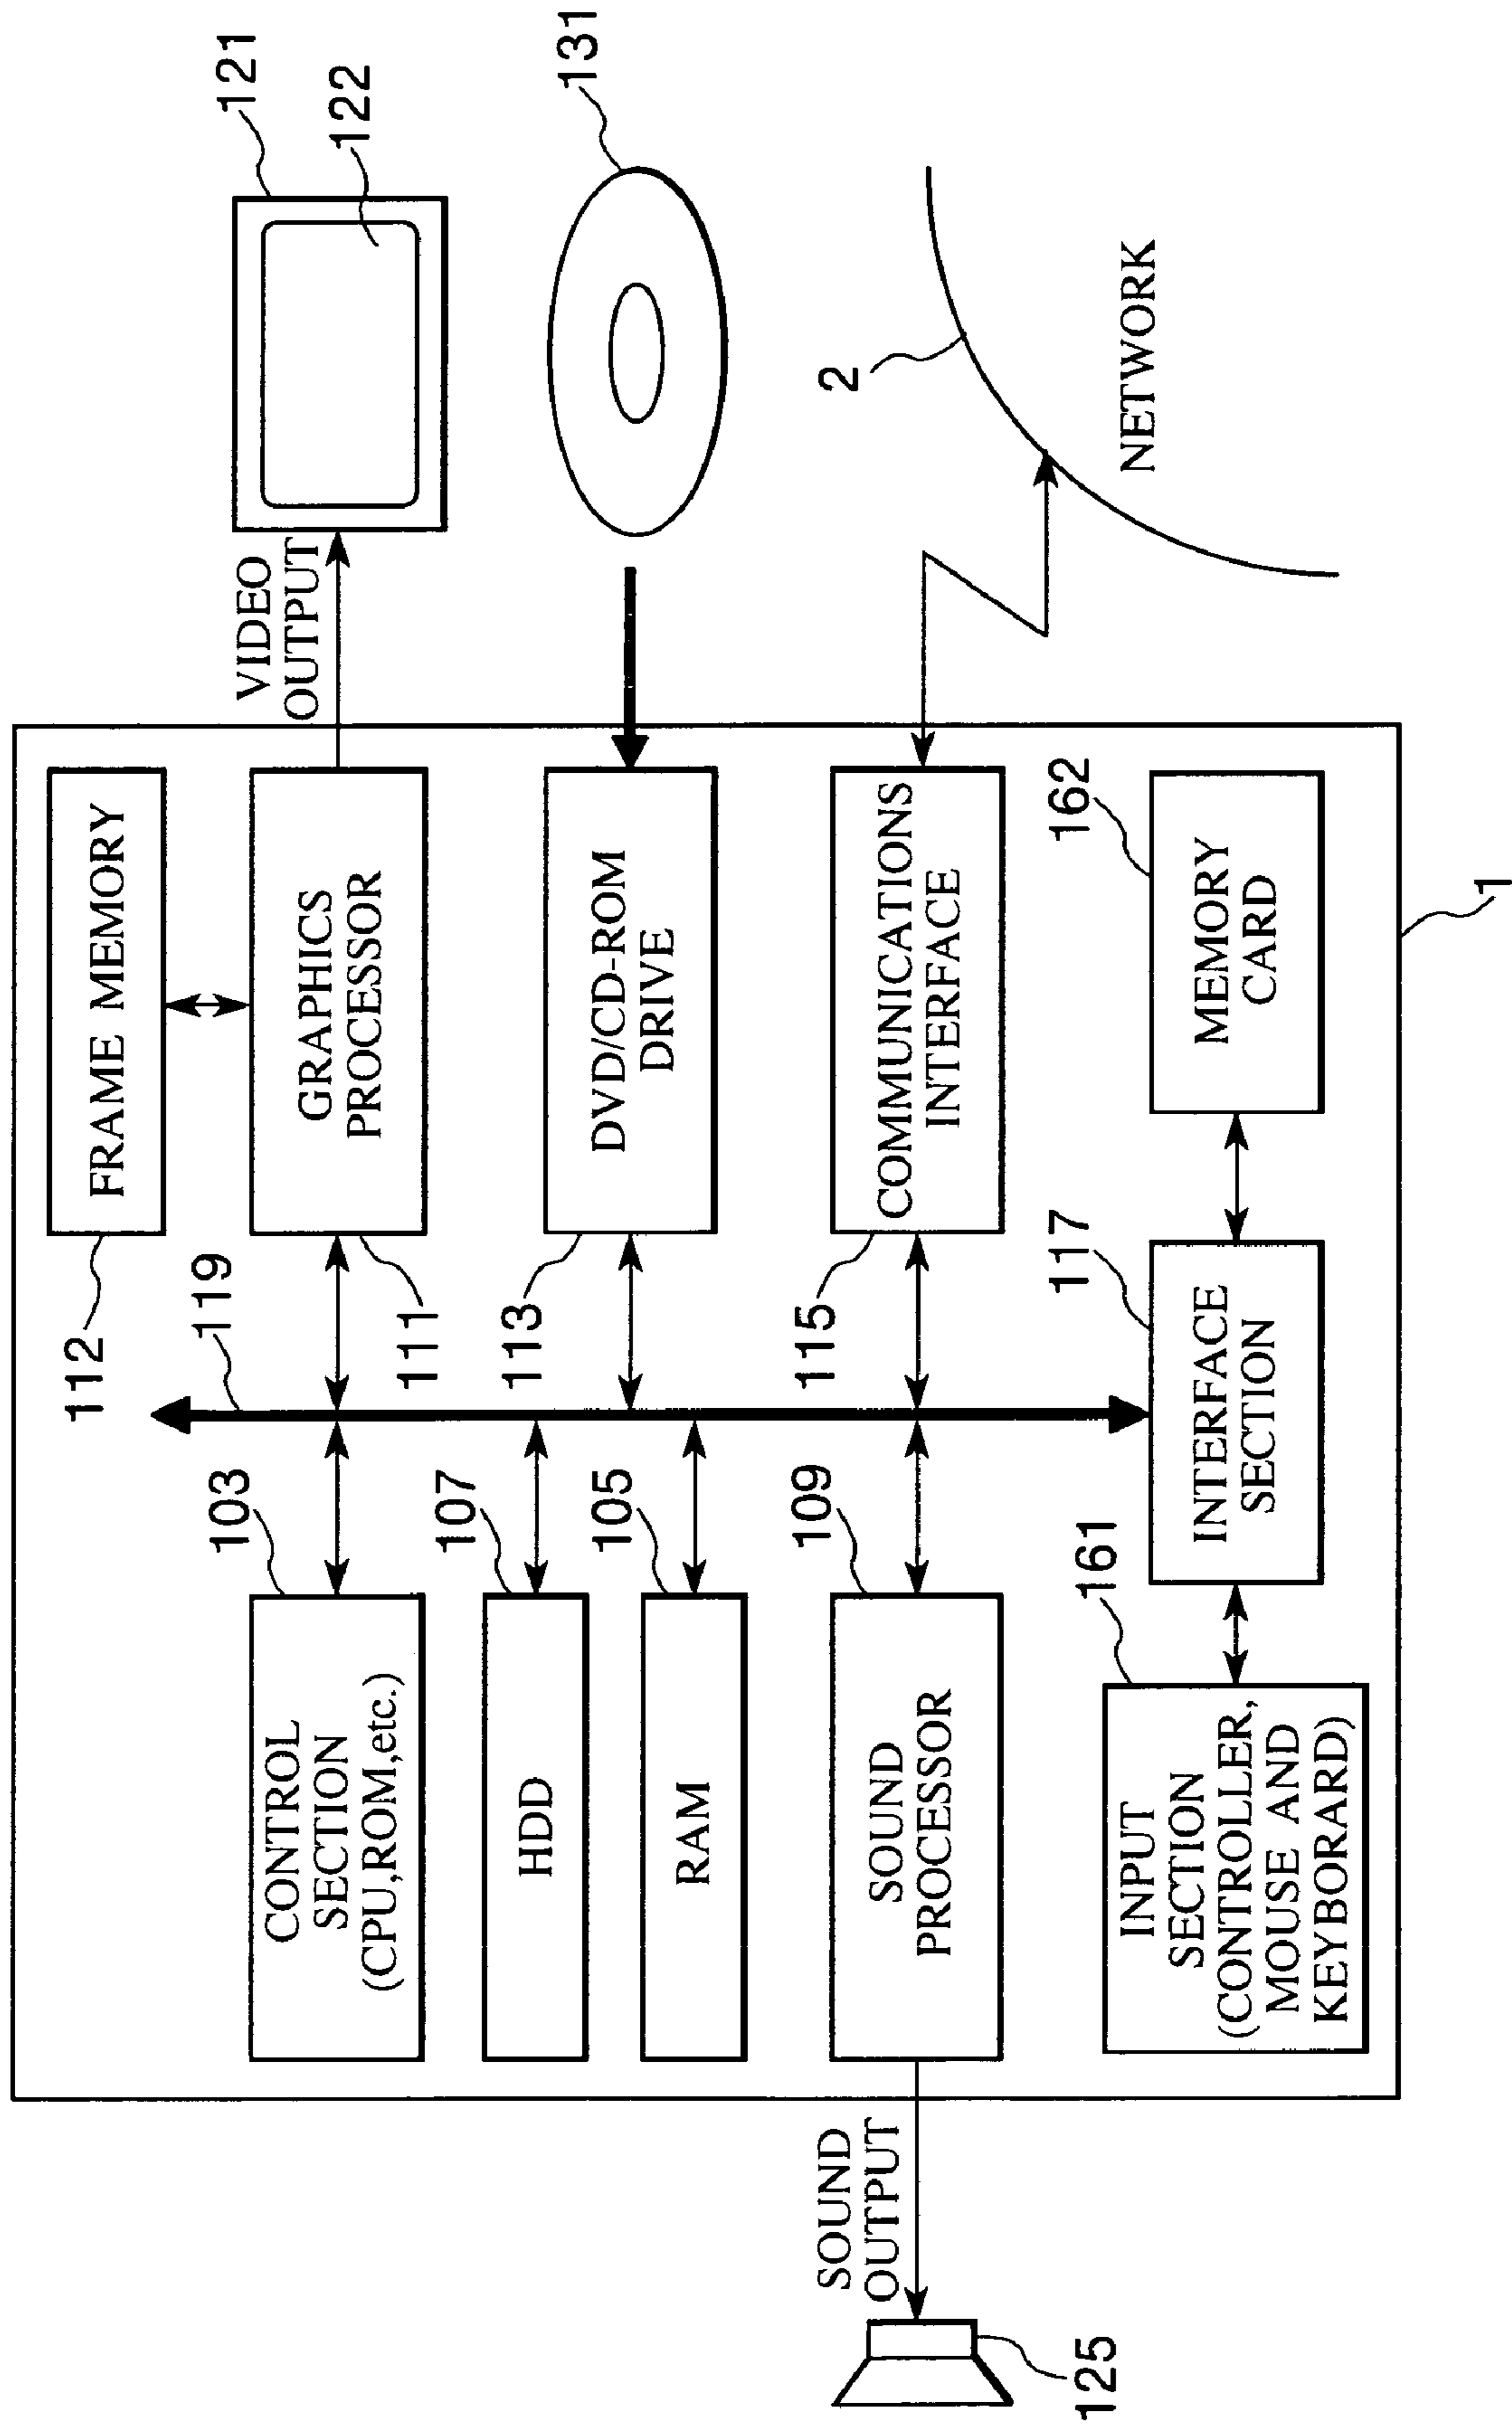 112
FRAME MEMORY
119
VIDEO
OUTPUT
121
122
103
CONTROL
SECTION
(CPU,ROM,etc.)
111
GRAPHICS
PROCESSOR
107
HDD
113
DVD/CD-ROM
DRIVE
131
105
RAM
109
SOUND
PROCESSOR
SOUND
OUTPUT
125
115
COMMUNICATIONS
INTERFACE
2
NETWORK
161
INPUT
SECTION
(CONTROLLER,
MOUSE AND
KEYBORARD)
117
INTERFACE
SECTION
162
MEMORY
CARD
1